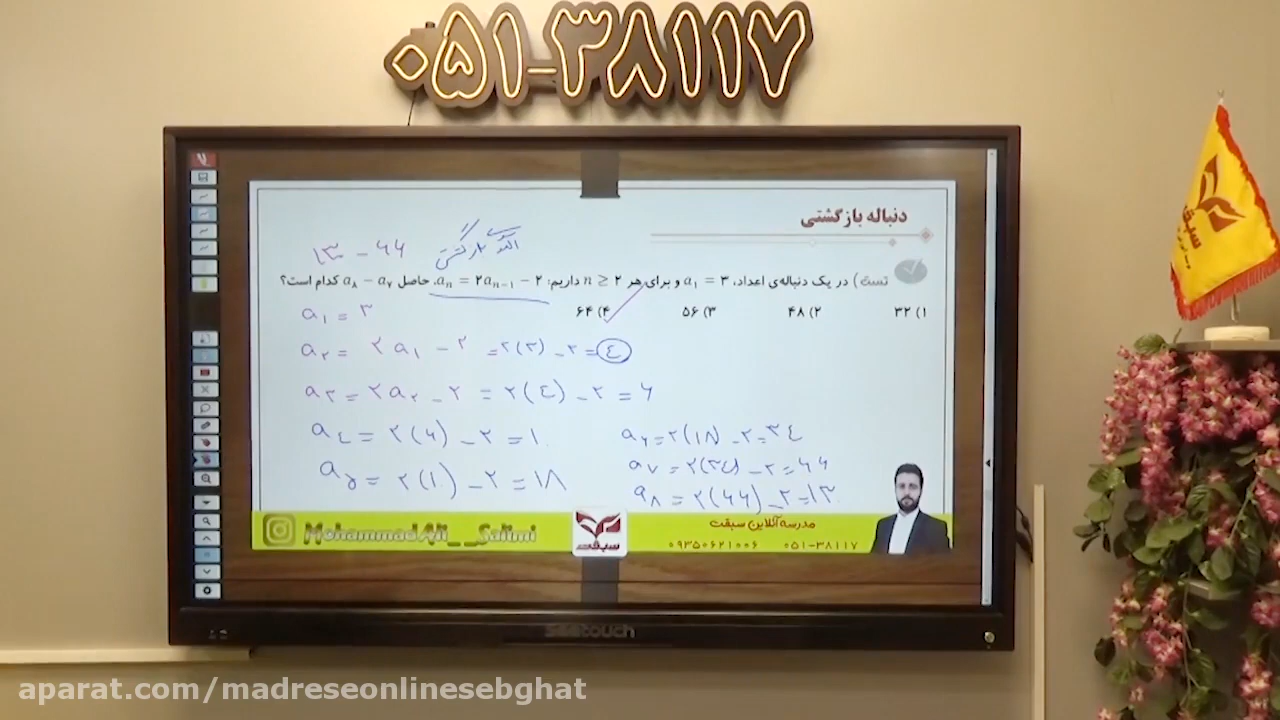 ۰۵۱-۳۸۱۱۷
دنباله بازگشتی
۱۳۰ - ۶۶
تست) در یک دنباله‌ی اعداد، a₁ = ۳ و برای هر n ≥ ۲ داریم: aₙ = ۲aₙ₋₁ − ۲، حاصل a₈ − a₇ کدام است؟
۱) ۳۲ ۲) ۴۸ ۳) ۵۶ ۴) ۶۴
a₁ = ۳
a₂ = ۲a₁ − ۲ = ۲(۳) − ۲ = ۴
a₃ = ۲a₂ − ۲ = ۲(۴) − ۲ = ۶
a₄ = ۲(۶) − ۲ = ۱۰
a₅ = ۲(۱۰) − ۲ = ۱۸
a₆ = ۲(۱۸) − ۲ = ۳۴
a₇ = ۲(۳۴) − ۲ = ۶۶
a₈ = ۲(۶۶) − ۲ = ۱۳۰
MohammadAli__Salimi
سبقت
مدرسه آنلاین سبقت
۰۹۳۵۰۶۲۱۰۰۶ ۰۵۱-۳۸۱۱۷
seetouch
سبقت
aparat.com/madreseonlinesebghat